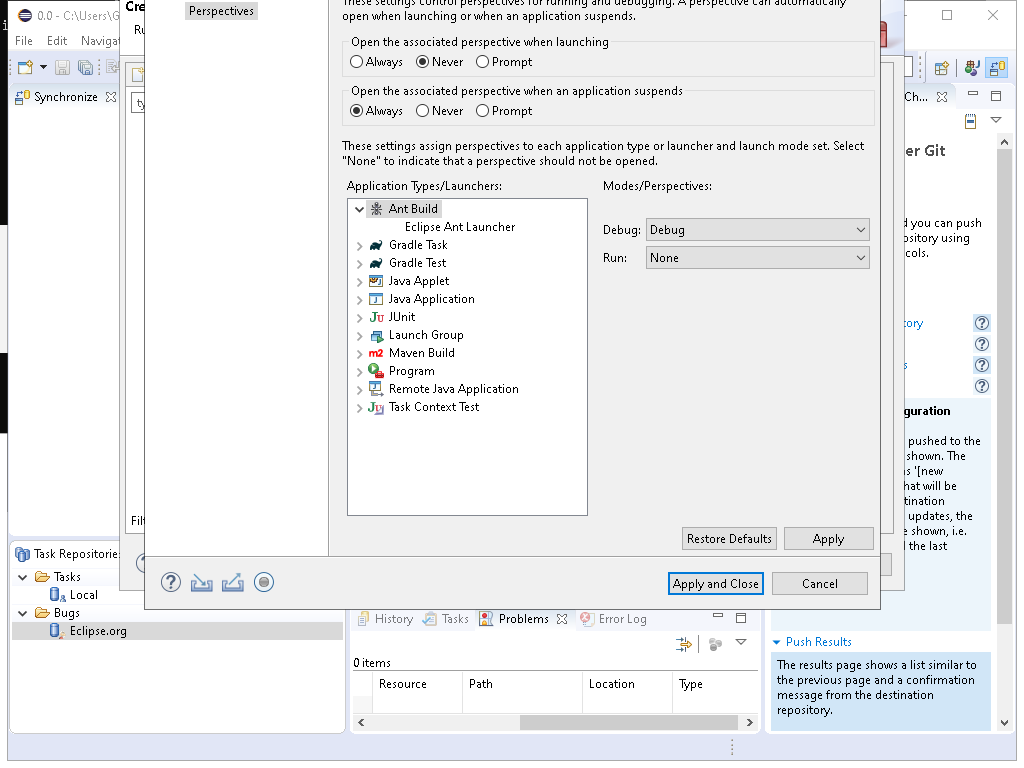 0.0 - C:\Users\G
File Edit Navigat
Synchronize
Cre
Ru
ty
Filt
Perspectives
These settings control perspectives for running and debugging. A perspective can automatically
open when launching or when an application suspends.
Open the associated perspective when launching
Always Never Prompt
Open the associated perspective when an application suspends
Always Never Prompt
These settings assign perspectives to each application type or launcher and launch mode set. Select
"None" to indicate that a perspective should not be opened.
Application Types/Launchers:
Modes/Perspectives:
Ant Build
Eclipse Ant Launcher
Gradle Task
Gradle Test
Java Applet
Java Application
JUnit
Launch Group
Maven Build
Program
Remote Java Application
Task Context Test
Debug: Debug
Run: None
Restore Defaults Apply
Apply and Close Cancel
Ch...
er Git
d you can push
ository using
cols.
tory
s
guration
pushed to the
shown. The
s '[new
hat will be
tination
updates, the
e shown, i.e.
the last
Push Results
The results page shows a list similar to
the previous page and a confirmation
message from the destination
repository.
Task Repositories
Tasks
Local
Bugs
Eclipse.org
History Tasks Problems Error Log
0 items
Resource Path Location Type